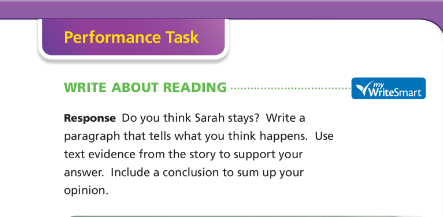 Performance Task
WRITE ABOUT READING
my
WriteSmart
Response Do you think Sarah stays? Write a
paragraph that tells what you think happens. Use
text evidence from the story to support your
answer. Include a conclusion to sum up your
opinion.